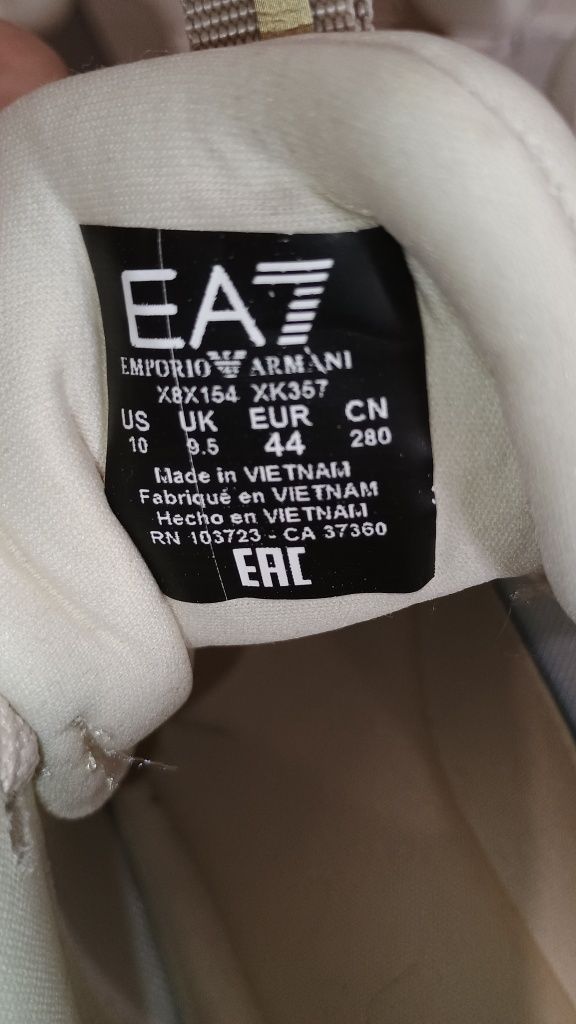 EA7
EMPORIO ARMANI
X8X154 XK357
US UK EUR CN
10 9.5 44 280
Made in VIETNAM
Fabriqué en VIETNAM
Hecho en VIETNAM
RN 103723 - CA 37360
EAC